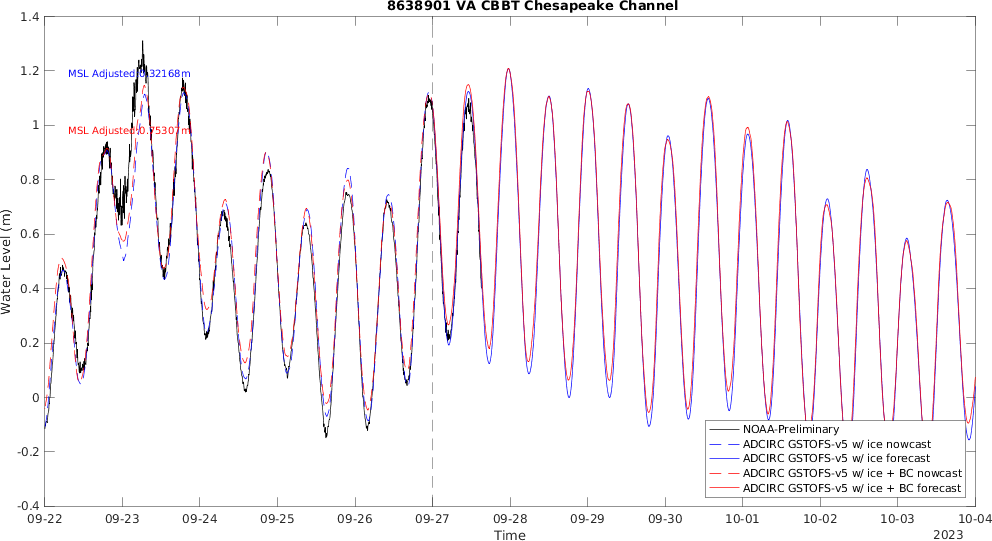 8638901 VA CBBT Chesapeake Channel
1.4
1.2
1
0.8
0.6
0.4
0.2
0
-0.2
-0.4
Water Level (m)
MSL Adjusted 0.32168m
MSL Adjusted 0.75307m
NOAA-Preliminary
ADCIRC GSTOFS-v5 w/ ice nowcast
ADCIRC GSTOFS-v5 w/ ice forecast
ADCIRC GSTOFS-v5 w/ ice + BC nowcast
ADCIRC GSTOFS-v5 w/ ice + BC forecast
09-22 09-23 09-24 09-25 09-26 09-27 09-28 09-29 09-30 10-01 10-02 10-03 10-04
Time
2023